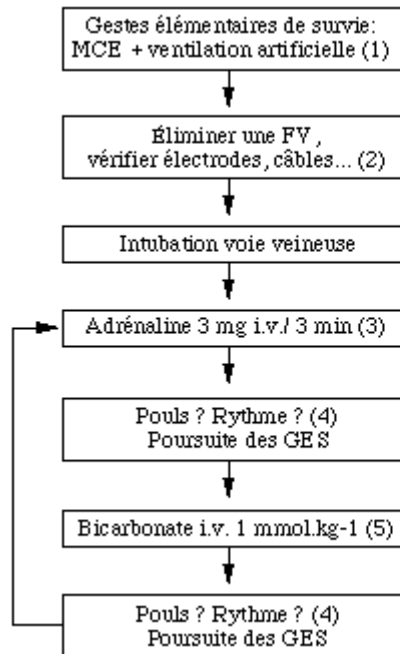 Gestes élémentaires de survie:
MCE + ventilation artificielle (1)
Éliminer une FV ,
vérifier électrodes, câbles... (2)
Intubation voie veineuse
Adrénaline 3 mg i.v./ 3 min (3)
Pouls ? Rythme ? (4)
Poursuite des GES
Bicarbonate i.v. 1 mmol.kg-1 (5)
Pouls ? Rythme ? (4)
Poursuite des GES